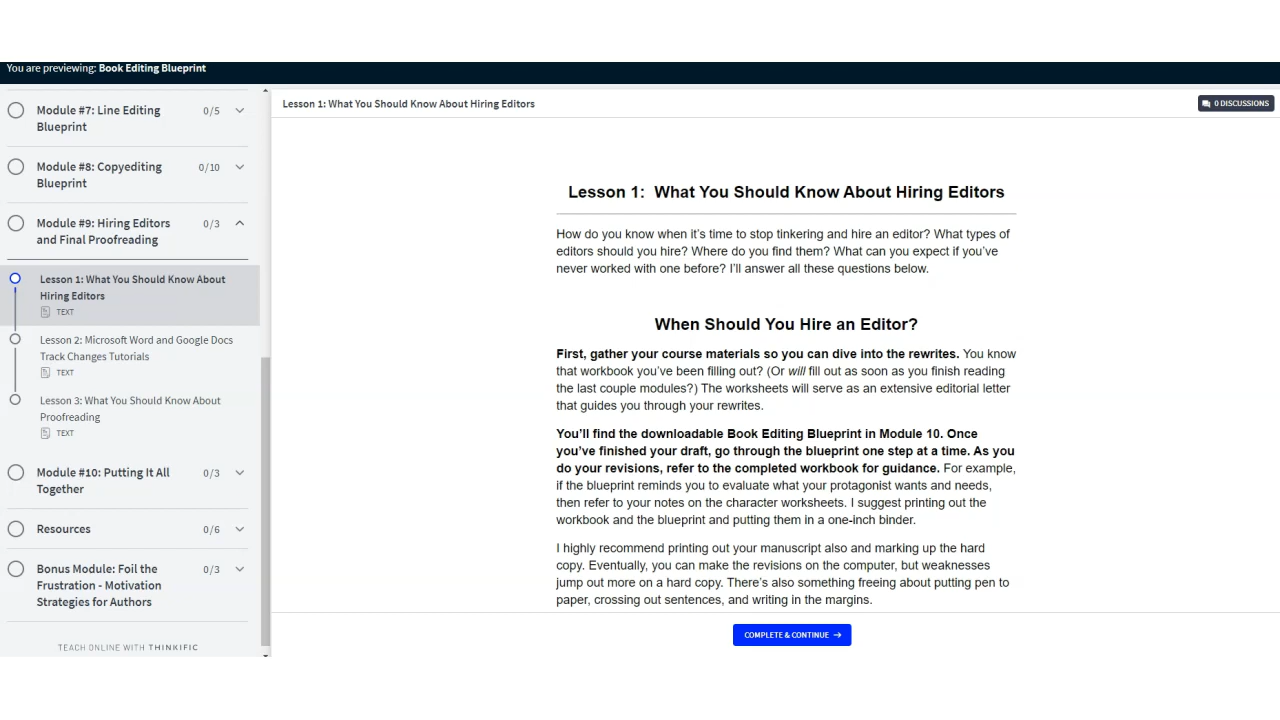 You are previewing: Book Editing Blueprint
Module #7: Line Editing
Blueprint
0/5
Module #8: Copyediting
Blueprint
0/10
Module #9: Hiring Editors
and Final Proofreading
0/3
Lesson 1: What You Should Know About
Hiring Editors
TEXT
Lesson 2: Microsoft Word and Google Docs
Track Changes Tutorials
TEXT
Lesson 3: What You Should Know About
Proofreading
TEXT
Module #10: Putting It All
Together
0/3
Resources
0/6
Bonus Module: Foil the
Frustration - Motivation
Strategies for Authors
0/3
TEACH ONLINE WITH THINKIFIC
Lesson 1: What You Should Know About Hiring Editors
0 DISCUSSIONS
Lesson 1:  What You Should Know About Hiring Editors
How do you know when it’s time to stop tinkering and hire an editor? What types of
editors should you hire? Where do you find them? What can you expect if you’ve
never worked with one before? I’ll answer all these questions below.
When Should You Hire an Editor?
First, gather your course materials so you can dive into the rewrites. You know
that workbook you’ve been filling out? (Or will fill out as soon as you finish reading
the last couple modules?) The worksheets will serve as an extensive editorial letter
that guides you through your rewrites.
You’ll find the downloadable Book Editing Blueprint in Module 10. Once
you’ve finished your draft, go through the blueprint one step at a time. As you
do your revisions, refer to the completed workbook for guidance. For example,
if the blueprint reminds you to evaluate what your protagonist wants and needs,
then refer to your notes on the character worksheets. I suggest printing out the
workbook and the blueprint and putting them in a one-inch binder.
I highly recommend printing out your manuscript also and marking up the hard
copy. Eventually, you can make the revisions on the computer, but weaknesses
jump out more on a hard copy. There’s also something freeing about putting pen to
paper, crossing out sentences, and writing in the margins.
COMPLETE & CONTINUE →